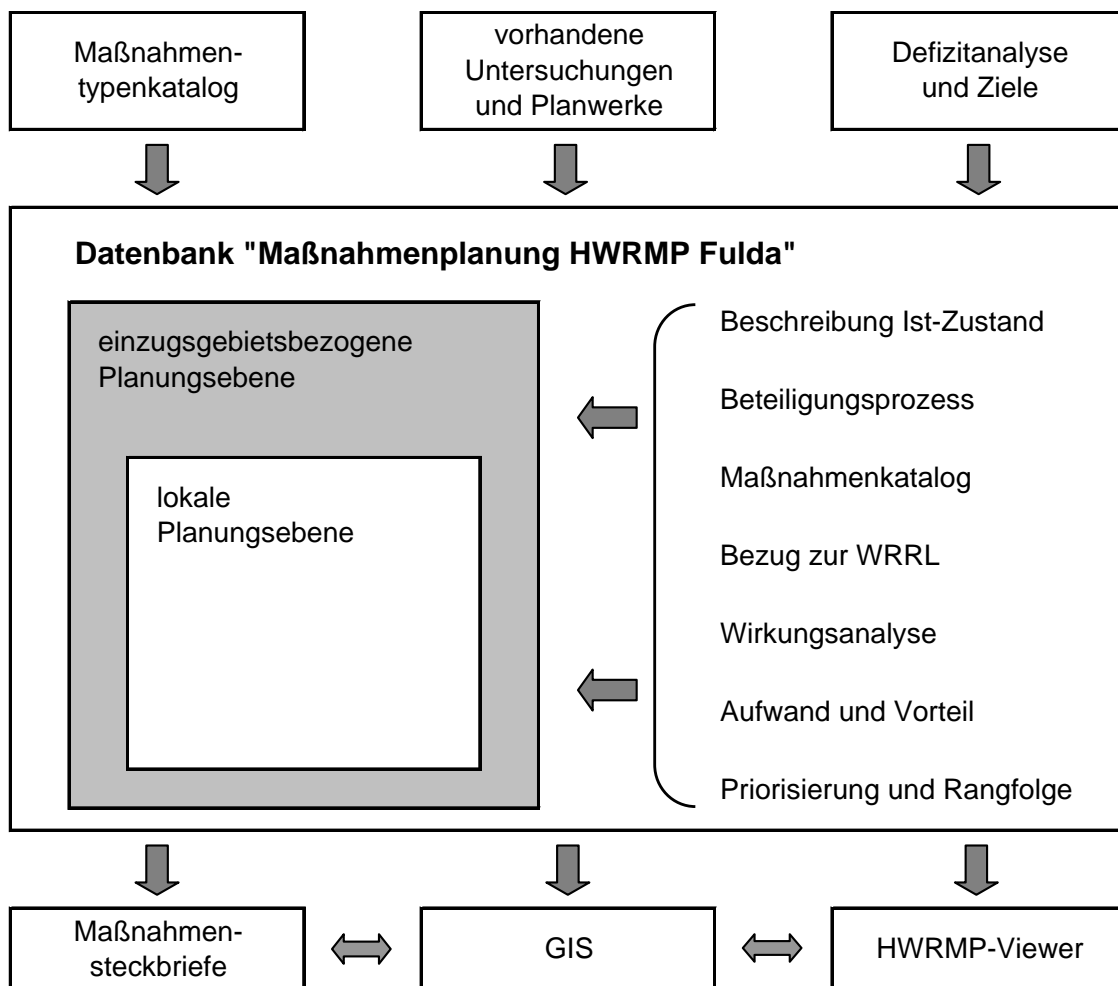 Maßnahmen-
typenkatalog
vorhandene
Untersuchungen
und Planwerke
Defizitanalyse
und Ziele
Datenbank "Maßnahmenplanung HWRMP Fulda"
einzugsgebietsbezogene
Planungsebene
lokale
Planungsebene
Beschreibung Ist-Zustand
Beteiligungsprozess
Maßnahmenkatalog
Bezug zur WRRL
Wirkungsanalyse
Aufwand und Vorteil
Priorisierung und Rangfolge
Maßnahmen-
steckbriefe
GIS
HWRMP-Viewer